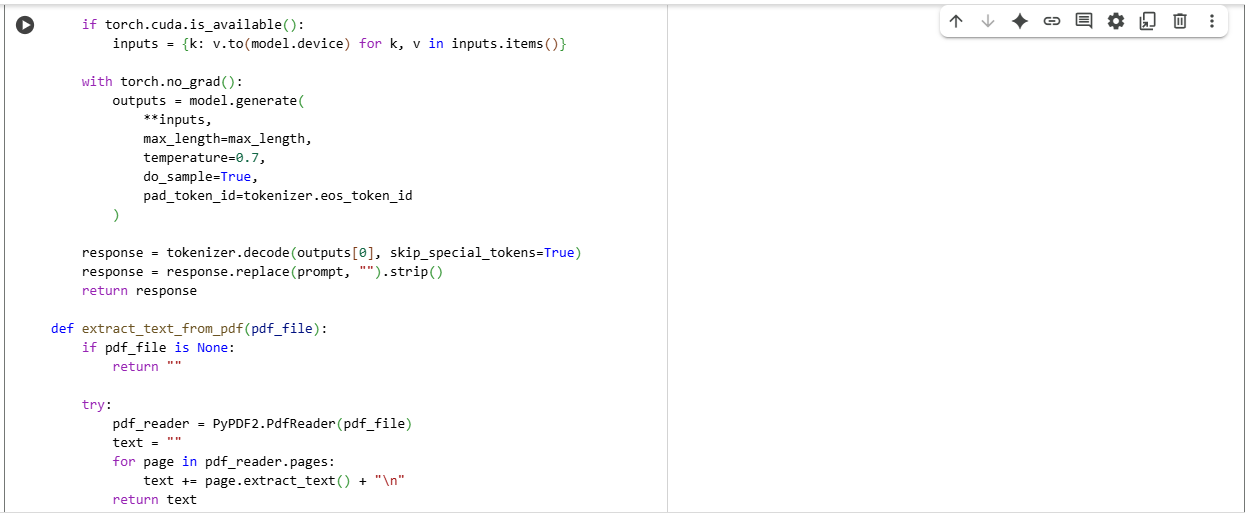 if torch.cuda.is_available():
        inputs = {k: v.to(model.device) for k, v in inputs.items()}

    with torch.no_grad():
        outputs = model.generate(
            **inputs,
            max_length=max_length,
            temperature=0.7,
            do_sample=True,
            pad_token_id=tokenizer.eos_token_id
        )

    response = tokenizer.decode(outputs[0], skip_special_tokens=True)
    response = response.replace(prompt, "").strip()
    return response

def extract_text_from_pdf(pdf_file):
    if pdf_file is None:
        return ""

    try:
        pdf_reader = PyPDF2.PdfReader(pdf_file)
        text = ""
        for page in pdf_reader.pages:
            text += page.extract_text() + "\n"
        return text